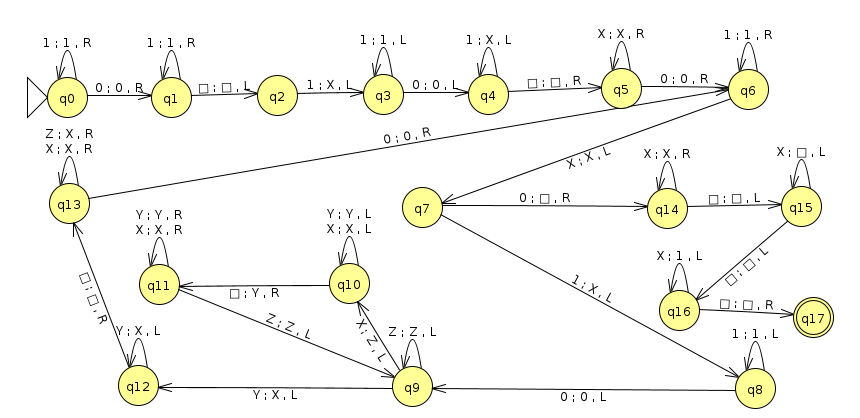 1 ; 1 , R
1 ; 1 , R
1 ; 1 , L
1 ; X , L
X ; X , R
1 ; 1 , R
q0
0 ; 0 , R
q1
□ ; □ , L
q2
1 ; X , L
q3
0 ; 0 , L
q4
□ ; □ , R
q5
0 ; 0 , R
q6
Z ; X , R
X ; X , R
q13
0 ; 0 , R
X ; X , L
q7
0 ; □ , R
X ; X , R
q14
□ ; □ , L
X ; □ , L
q15
Y ; Y , R
X ; X , R
q11
Y ; Y , L
X ; X , L
q10
□ ; Y , R
□ ; □ , L
X ; 1 , L
q16
□ ; □ , R
q17
1 ; X , L
□ ; □ , R
Z ; Z , L
X ; Z , L
Y ; X , L
q12
Z ; Z , L
q9
Y ; X , L
1 ; 1 , L
q8
0 ; 0 , L